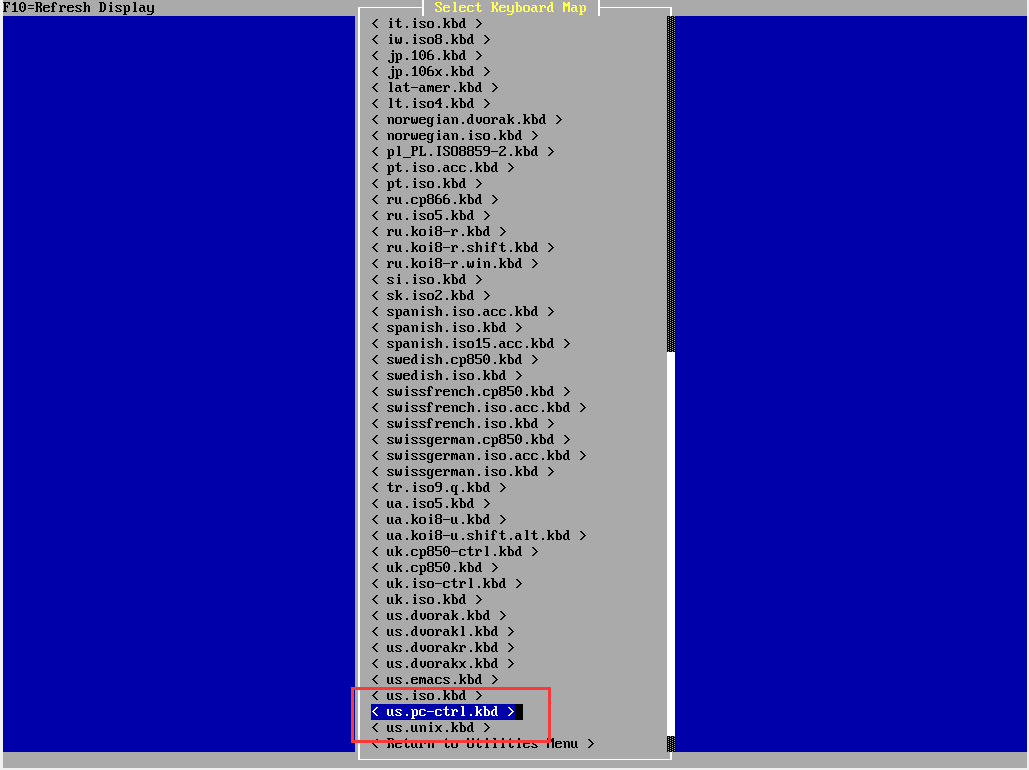 F10=Refresh Display
Select Keyboard Map
< it.iso.kbd >
< iw.iso8.kbd >
< jp.106.kbd >
< jp.106x.kbd >
< lat-amer.kbd >
< lt.iso4.kbd >
< norwegian.dvorak.kbd >
< norwegian.iso.kbd >
< pl_PL.ISO8859-2.kbd >
< pt.iso.acc.kbd >
< pt.iso.kbd >
< ru.cp866.kbd >
< ru.iso5.kbd >
< ru.koi8-r.kbd >
< ru.koi8-r.shift.kbd >
< ru.koi8-r.win.kbd >
< si.iso.kbd >
< sk.iso2.kbd >
< spanish.iso.acc.kbd >
< spanish.iso.kbd >
< spanish.iso15.acc.kbd >
< swedish.cp850.kbd >
< swedish.iso.kbd >
< swissfrench.cp850.kbd >
< swissfrench.iso.acc.kbd >
< swissfrench.iso.kbd >
< swissgerman.cp850.kbd >
< swissgerman.iso.acc.kbd >
< swissgerman.iso.kbd >
< tr.iso9.q.kbd >
< ua.iso5.kbd >
< ua.koi8-u.kbd >
< ua.koi8-u.shift.alt.kbd >
< uk.cp850-ctrl.kbd >
< uk.cp850.kbd >
< uk.iso-ctrl.kbd >
< uk.iso.kbd >
< us.dvorak.kbd >
< us.dvorakl.kbd >
< us.dvorakr.kbd >
< us.dvorakx.kbd >
< us.emacs.kbd >
< us.iso.kbd >
< us.pc-ctrl.kbd >
< us.unix.kbd >
< Return to Utilities Menu >